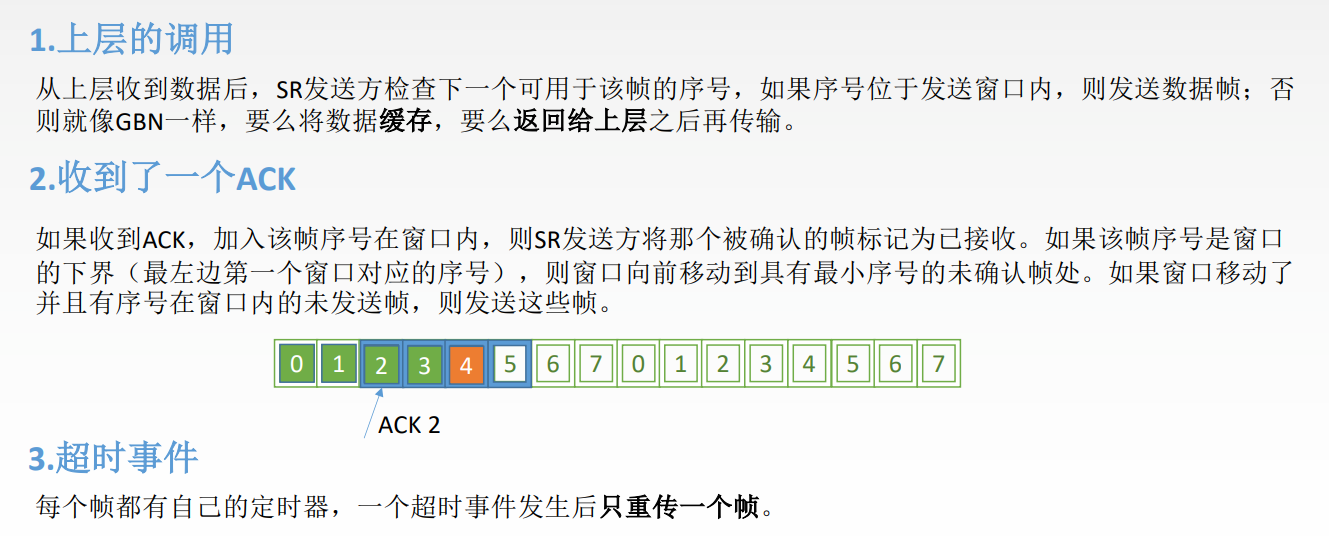 1.上层的调用
从上层收到数据后，SR发送方检查下一个可用于该帧的序号，如果序号位于发送窗口内，则发送数据帧；否
则就像GBN一样，要么将数据缓存，要么返回给上层之后再传输。
2.收到了一个ACK
如果收到ACK，加入该帧序号在窗口内，则SR发送方将那个被确认的帧标记为已接收。如果该帧序号是窗口
的下界（最左边第一个窗口对应的序号），则窗口向前移动到具有最小序号的未确认帧处。如果窗口移动了
并且有序号在窗口内的未发送帧，则发送这些帧。
0 1 2 3 4 5 6 7 0 1 2 3 4 5 6 7
ACK 2
3.超时事件
每个帧都有自己的定时器，一个超时事件发生后只重传一个帧。